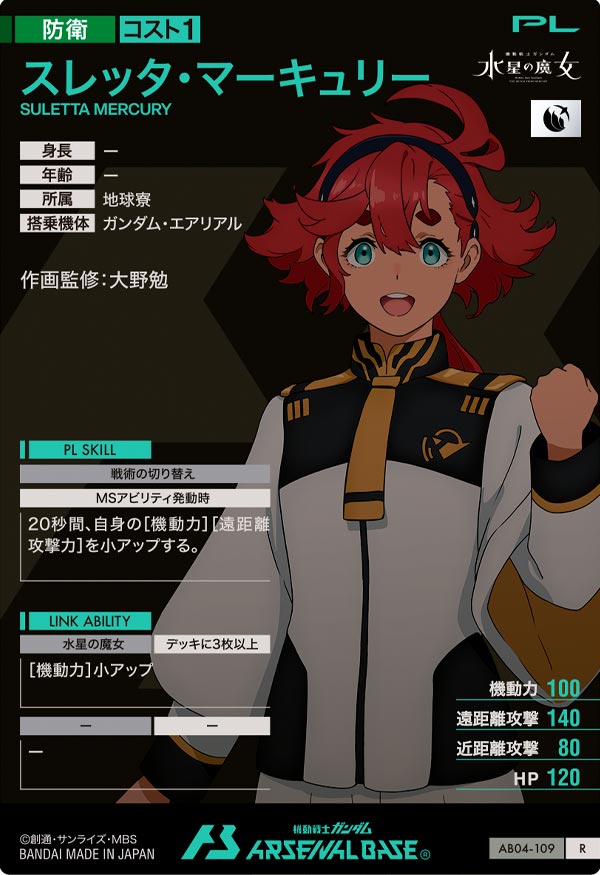 防衛 コスト1
PL
スレッタ・マーキュリー
SULETTA MERCURY
機動戦士ガンダム
水星の魔女
身長 ー
年齢 ー
所属 地球寮
搭乗機体 ガンダム・エアリアル
作画監修:大野勉
PL SKILL
戦術の切り替え
MSアビリティ発動時
20秒間、自身の[機動力][遠距離
攻撃力]を小アップする。
LINK ABILITY
水星の魔女 デッキに3枚以上
[機動力]小アップ
ー ー
ー
機動力 100
遠距離攻撃 140
近距離攻撃 80
HP 120
©創通・サンライズ・MBS
BANDAI MADE IN JAPAN
機動戦士ガンダム
ARSENAL BASE®
AB04-109 R